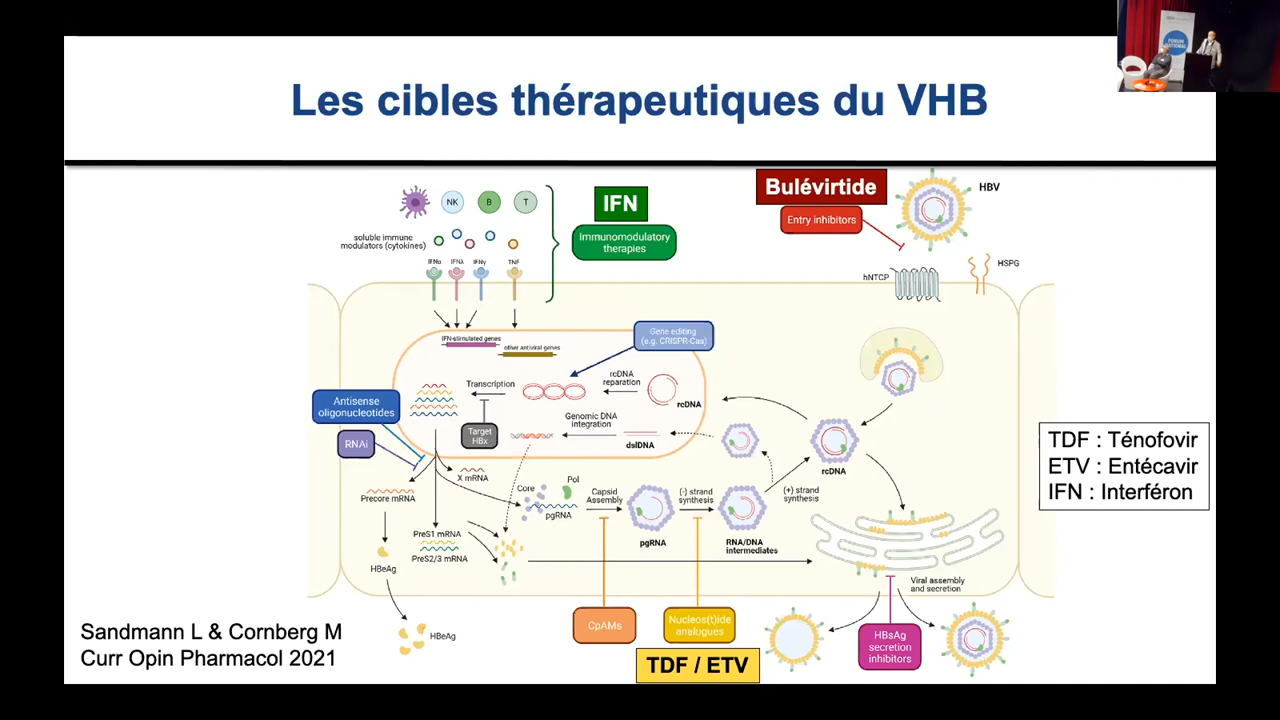 FORUM
NATIONAL
Les cibles thérapeutiques du VHB
NK
B
T
IFN
Immunomodulatory
therapies
soluble immune
modulators (cytokines)
IFNα
IFNλ
IFNγ
TNF
Bulévirtide
Entry inhibitors
HBV
hNTCP
HSPG
IFN-stimulated genes
other antiviral genes
Gene editing
(e.g. CRISPR-Cas)
Transcription
rcDNA
reparation
rcDNA
Antisense
oligonucleotides
RNAi
Target
HBx
Genomic DNA
integration
dslDNA
rcDNA
X mRNA
Precore mRNA
Core
Pol
pgRNA
Capsid
Assembly
pgRNA
(-) strand
synthesis
RNA/DNA
intermediates
(+) strand
synthesis
PreS1 mRNA
PreS2/3 mRNA
HBeAg
HBeAg
Viral assembly
and secretion
CpAMs
Nucleos(t)ide
analogues
TDF / ETV
HBsAg
secretion
inhibitors
TDF : Ténofovir
ETV : Entécavir
IFN : Interféron
Sandmann L & Cornberg M
Curr Opin Pharmacol 2021